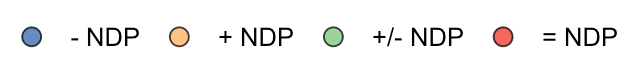 - NDP + NDP +/- NDP = NDP